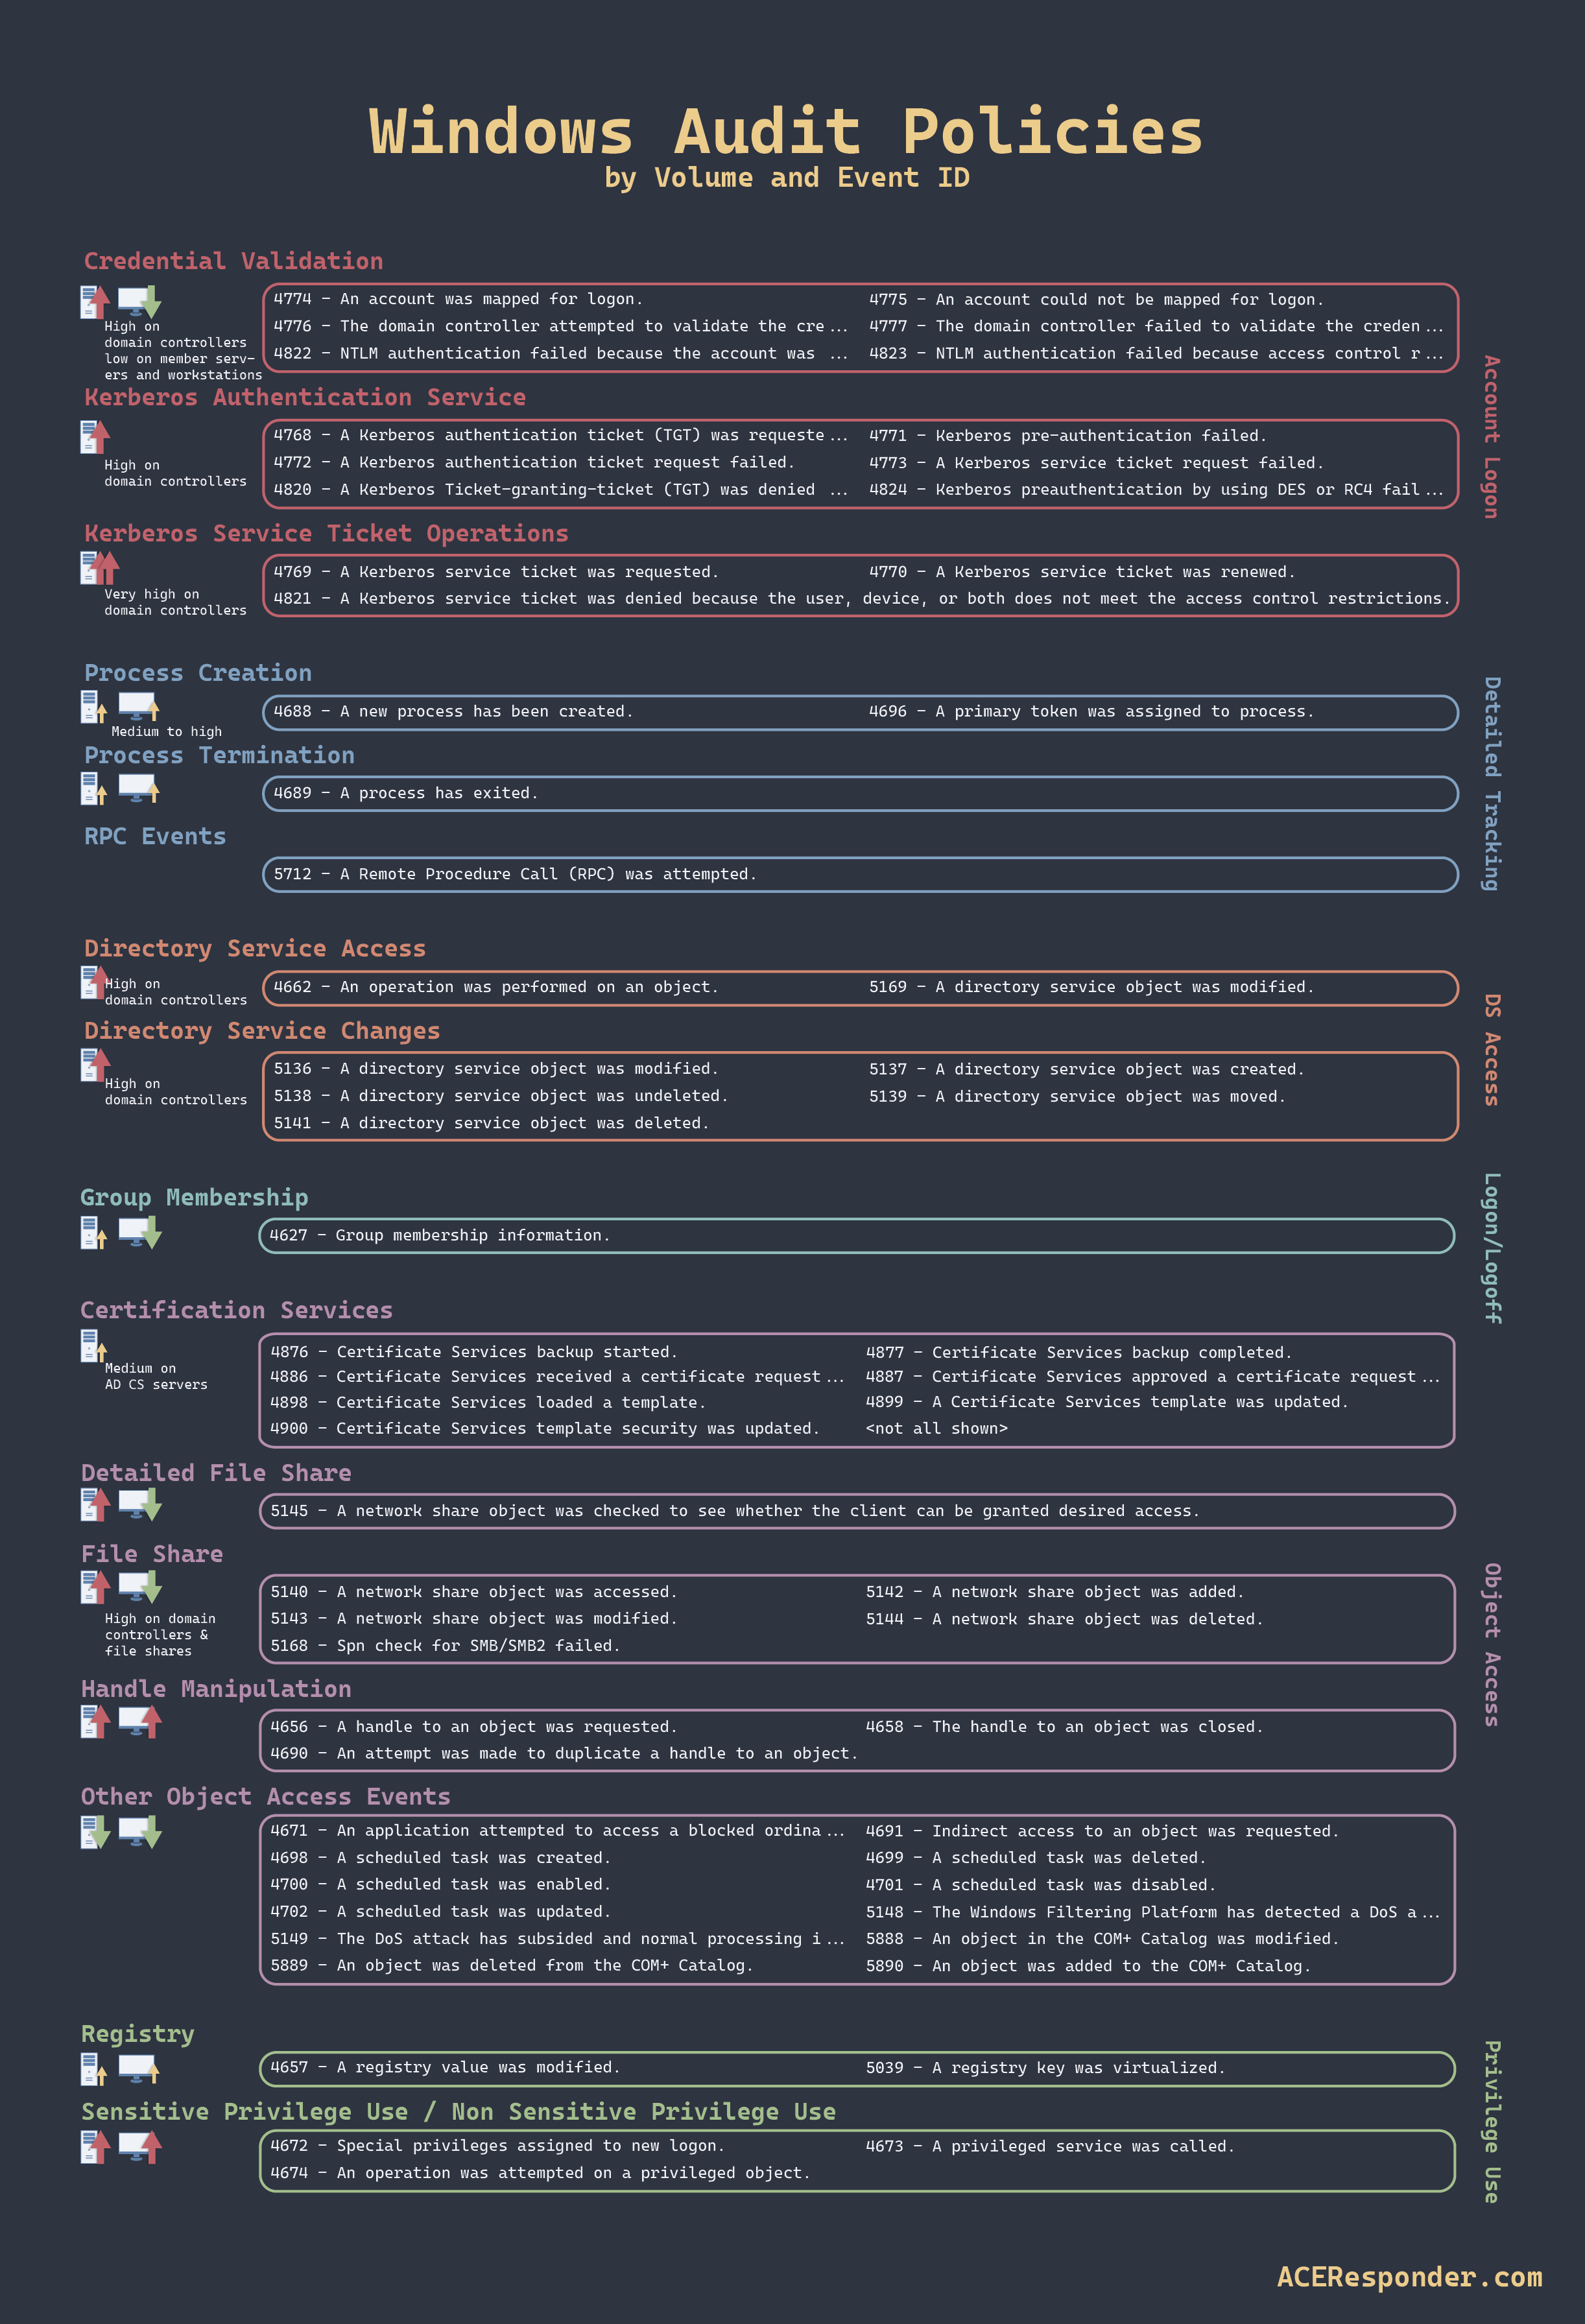 Windows Audit Policies
by Volume and Event ID
Credential Validation
High on
domain controllers
low on member serv-
ers and workstations
4774 - An account was mapped for logon.
4775 - An account could not be mapped for logon.
4776 - The domain controller attempted to validate the cre...
4777 - The domain controller failed to validate the creden...
4822 - NTLM authentication failed because the account was ...
4823 - NTLM authentication failed because access control r...
Kerberos Authentication Service
High on
domain controllers
4768 - A Kerberos authentication ticket (TGT) was requeste...
4771 - Kerberos pre-authentication failed.
4772 - A Kerberos authentication ticket request failed.
4773 - A Kerberos service ticket request failed.
4820 - A Kerberos Ticket-granting-ticket (TGT) was denied ...
4824 - Kerberos preauthentication by using DES or RC4 fail...
Kerberos Service Ticket Operations
Very high on
domain controllers
4769 - A Kerberos service ticket was requested.
4770 - A Kerberos service ticket was renewed.
4821 - A Kerberos service ticket was denied because the user, device, or both does not meet the access control restrictions.
Account Logon
Process Creation
Medium to high
4688 - A new process has been created.
4696 - A primary token was assigned to process.
Process Termination
4689 - A process has exited.
RPC Events
5712 - A Remote Procedure Call (RPC) was attempted.
Detailed Tracking
Directory Service Access
High on
domain controllers
4662 - An operation was performed on an object.
5169 - A directory service object was modified.
Directory Service Changes
High on
domain controllers
5136 - A directory service object was modified.
5137 - A directory service object was created.
5138 - A directory service object was undeleted.
5139 - A directory service object was moved.
5141 - A directory service object was deleted.
DS Access
Group Membership
4627 - Group membership information.
Logon/Logoff
Certification Services
Medium on
AD CS servers
4876 - Certificate Services backup started.
4877 - Certificate Services backup completed.
4886 - Certificate Services received a certificate request...
4887 - Certificate Services approved a certificate request...
4898 - Certificate Services loaded a template.
4899 - A Certificate Services template was updated.
4900 - Certificate Services template security was updated.
<not all shown>
Detailed File Share
5145 - A network share object was checked to see whether the client can be granted desired access.
File Share
High on domain
controllers &
file shares
5140 - A network share object was accessed.
5142 - A network share object was added.
5143 - A network share object was modified.
5144 - A network share object was deleted.
5168 - Spn check for SMB/SMB2 failed.
Handle Manipulation
4656 - A handle to an object was requested.
4658 - The handle to an object was closed.
4690 - An attempt was made to duplicate a handle to an object.
Other Object Access Events
4671 - An application attempted to access a blocked ordina...
4691 - Indirect access to an object was requested.
4698 - A scheduled task was created.
4699 - A scheduled task was deleted.
4700 - A scheduled task was enabled.
4701 - A scheduled task was disabled.
4702 - A scheduled task was updated.
5148 - The Windows Filtering Platform has detected a DoS a...
5149 - The DoS attack has subsided and normal processing i...
5888 - An object in the COM+ Catalog was modified.
5889 - An object was deleted from the COM+ Catalog.
5890 - An object was added to the COM+ Catalog.
Object Access
Registry
4657 - A registry value was modified.
5039 - A registry key was virtualized.
Sensitive Privilege Use / Non Sensitive Privilege Use
4672 - Special privileges assigned to new logon.
4673 - A privileged service was called.
4674 - An operation was attempted on a privileged object.
Privilege Use
ACEResponder.com